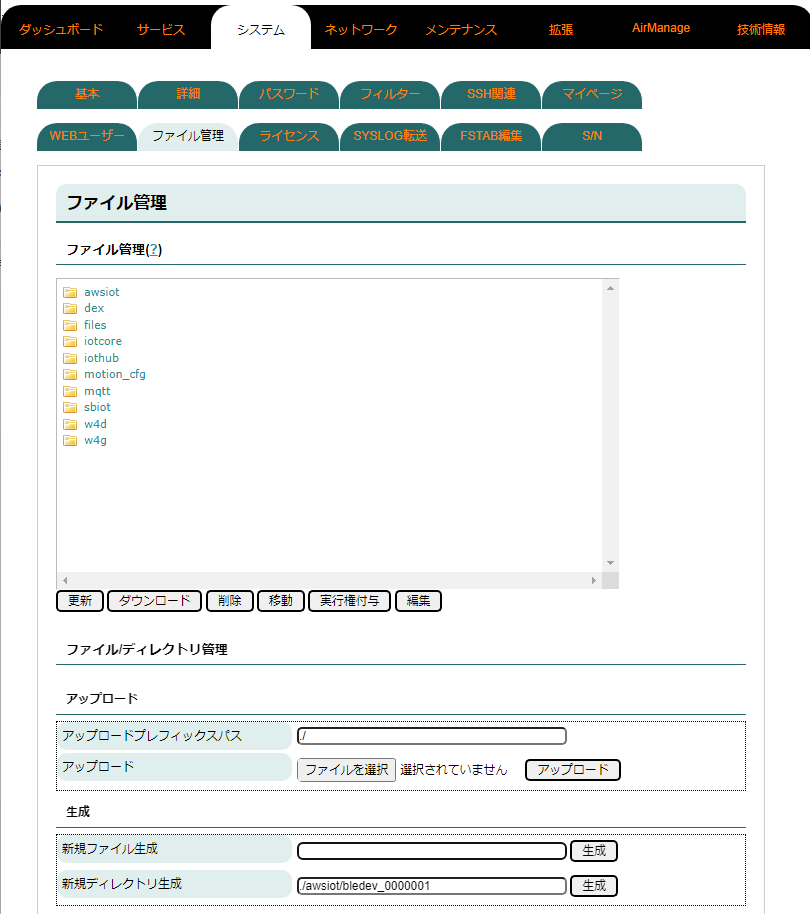 ダッシュボード サービス システム ネットワーク メンテナンス 拡張 AirManage 技術情報
基本 詳細 パスワード フィルター SSH関連 マイページ
WEBユーザー ファイル管理 ライセンス SYSLOG転送 FSTAB編集 S/N
ファイル管理
ファイル管理(?)
awsiot
dex
files
iotcore
iothub
motion_cfg
mqtt
sbiot
w4d
w4g
更新 ダウンロード 削除 移動 実行権付与 編集
ファイル/ディレクトリ管理
アップロード
アップロードプレフィックスパス ./
アップロード ファイルを選択 選択されていません アップロード
生成
新規ファイル生成 生成
新規ディレクトリ生成 ./awsiot/bledev_0000001 生成